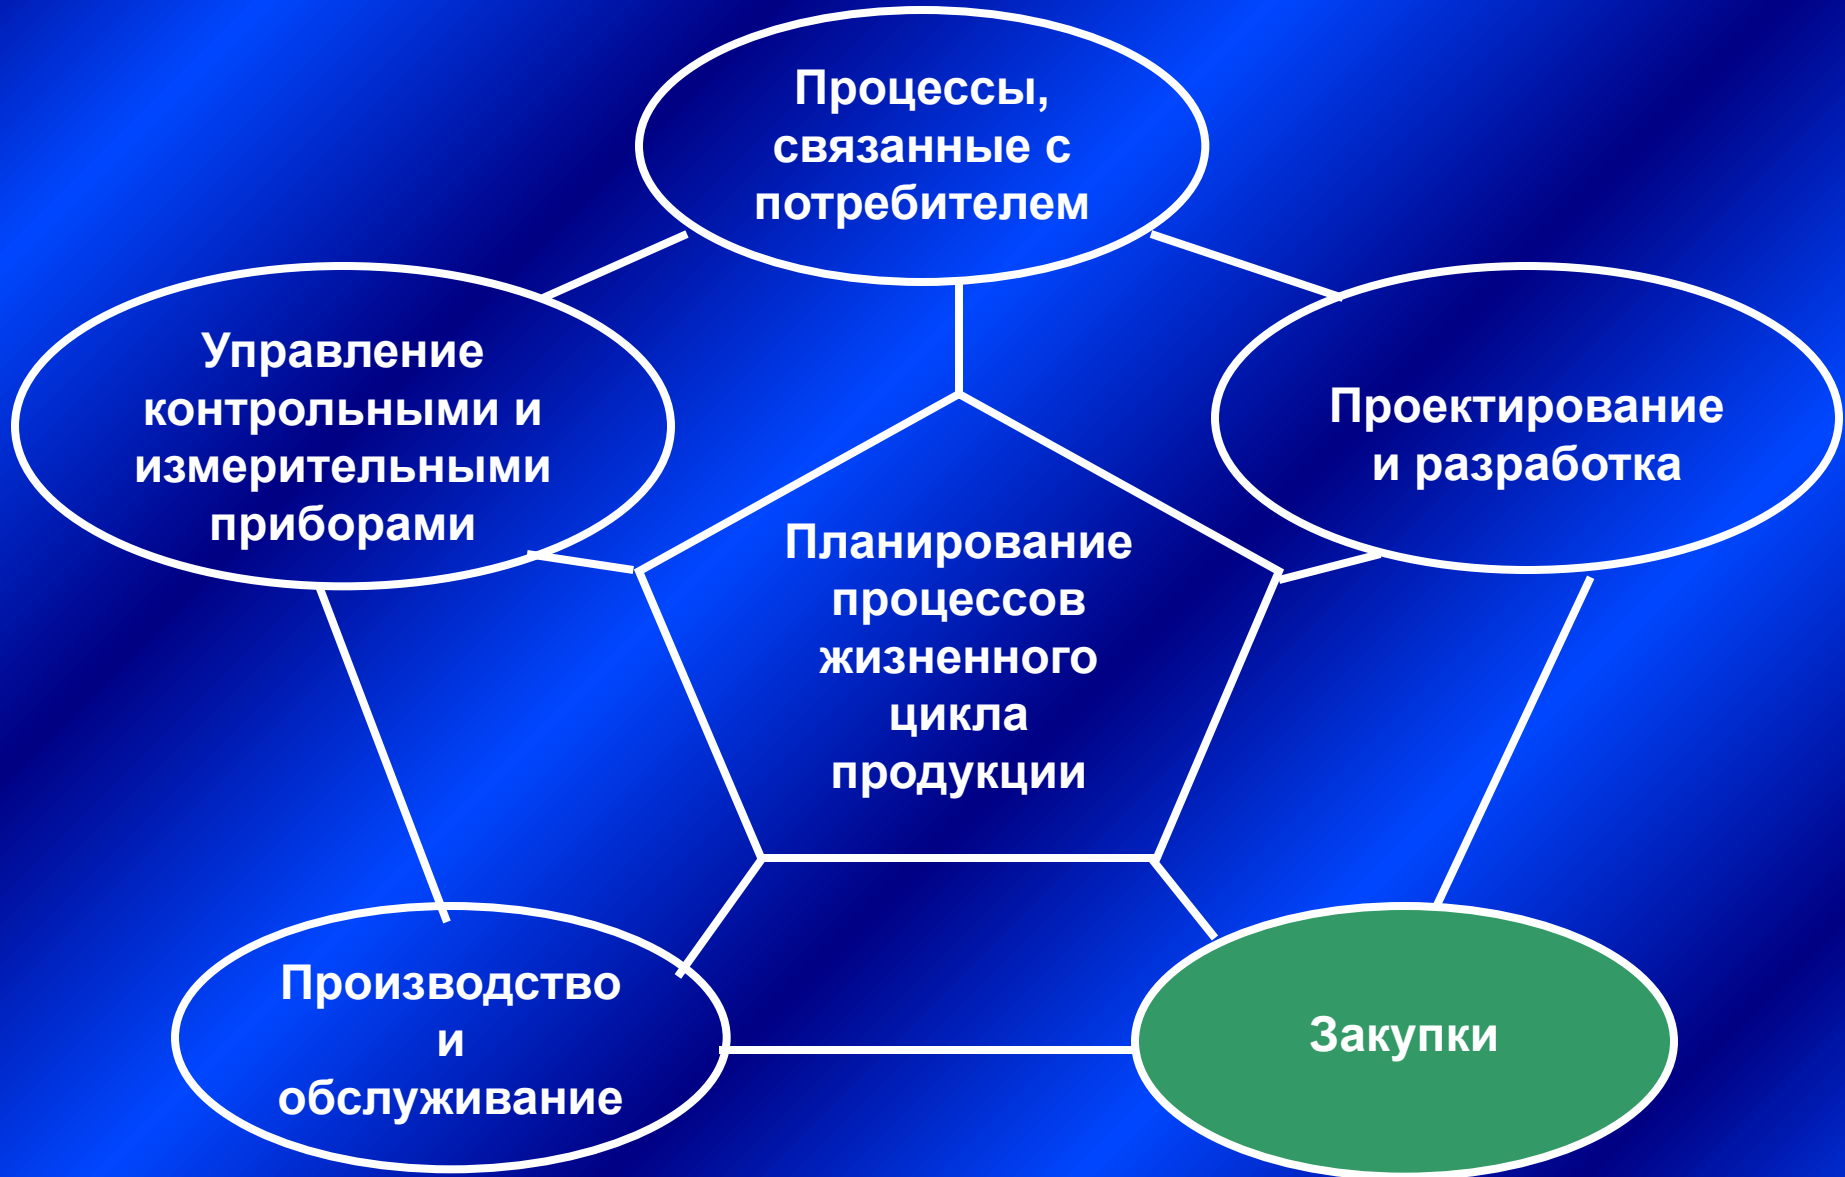 Процессы,
связанные с
потребителем
Управление
контрольными и
измерительными
приборами
Проектирование
и разработка
Планирование
процессов
жизненного
цикла
продукции
Производство
и
обслуживание
Закупки